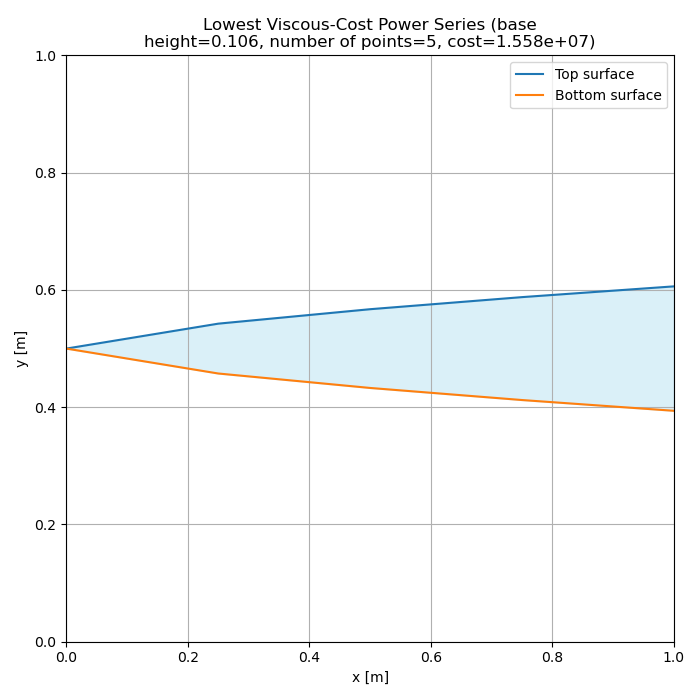 Lowest Viscous-Cost Power Series (base
height=0.106, number of points=5, cost=1.558e+07)
Top surface
Bottom surface
y [m]
1.0
0.8
0.6
0.4
0.2
0.0
0.0 0.2 0.4 0.6 0.8 1.0
x [m]